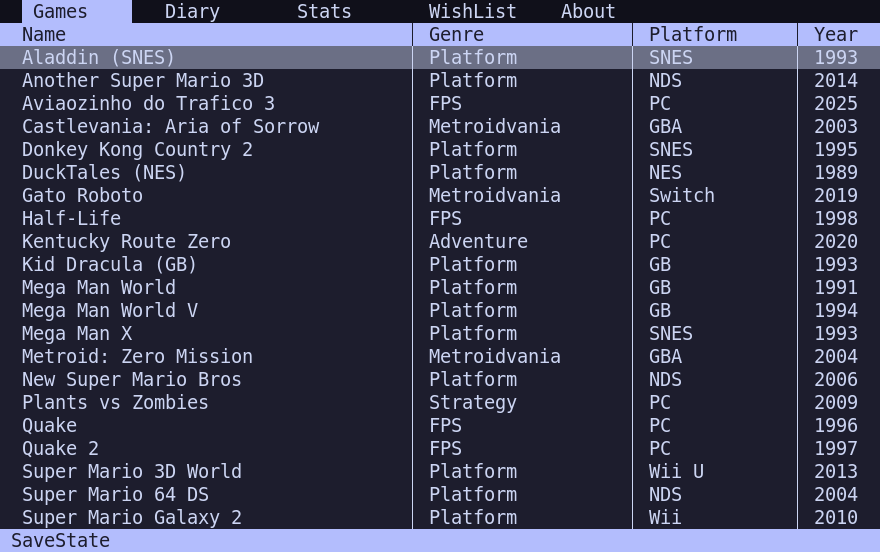 Games Diary Stats WishList About
Name Genre Platform Year
Aladdin (SNES) Platform SNES 1993
Another Super Mario 3D Platform NDS 2014
Aviaozinho do Trafico 3 FPS PC 2025
Castlevania: Aria of Sorrow Metroidvania GBA 2003
Donkey Kong Country 2 Platform SNES 1995
DuckTales (NES) Platform NES 1989
Gato Roboto Metroidvania Switch 2019
Half-Life FPS PC 1998
Kentucky Route Zero Adventure PC 2020
Kid Dracula (GB) Platform GB 1993
Mega Man World Platform GB 1991
Mega Man World V Platform GB 1994
Mega Man X Platform SNES 1993
Metroid: Zero Mission Metroidvania GBA 2004
New Super Mario Bros Platform NDS 2006
Plants vs Zombies Strategy PC 2009
Quake FPS PC 1996
Quake 2 FPS PC 1997
Super Mario 3D World Platform Wii U 2013
Super Mario 64 DS Platform NDS 2004
Super Mario Galaxy 2 Platform Wii 2010
SaveState